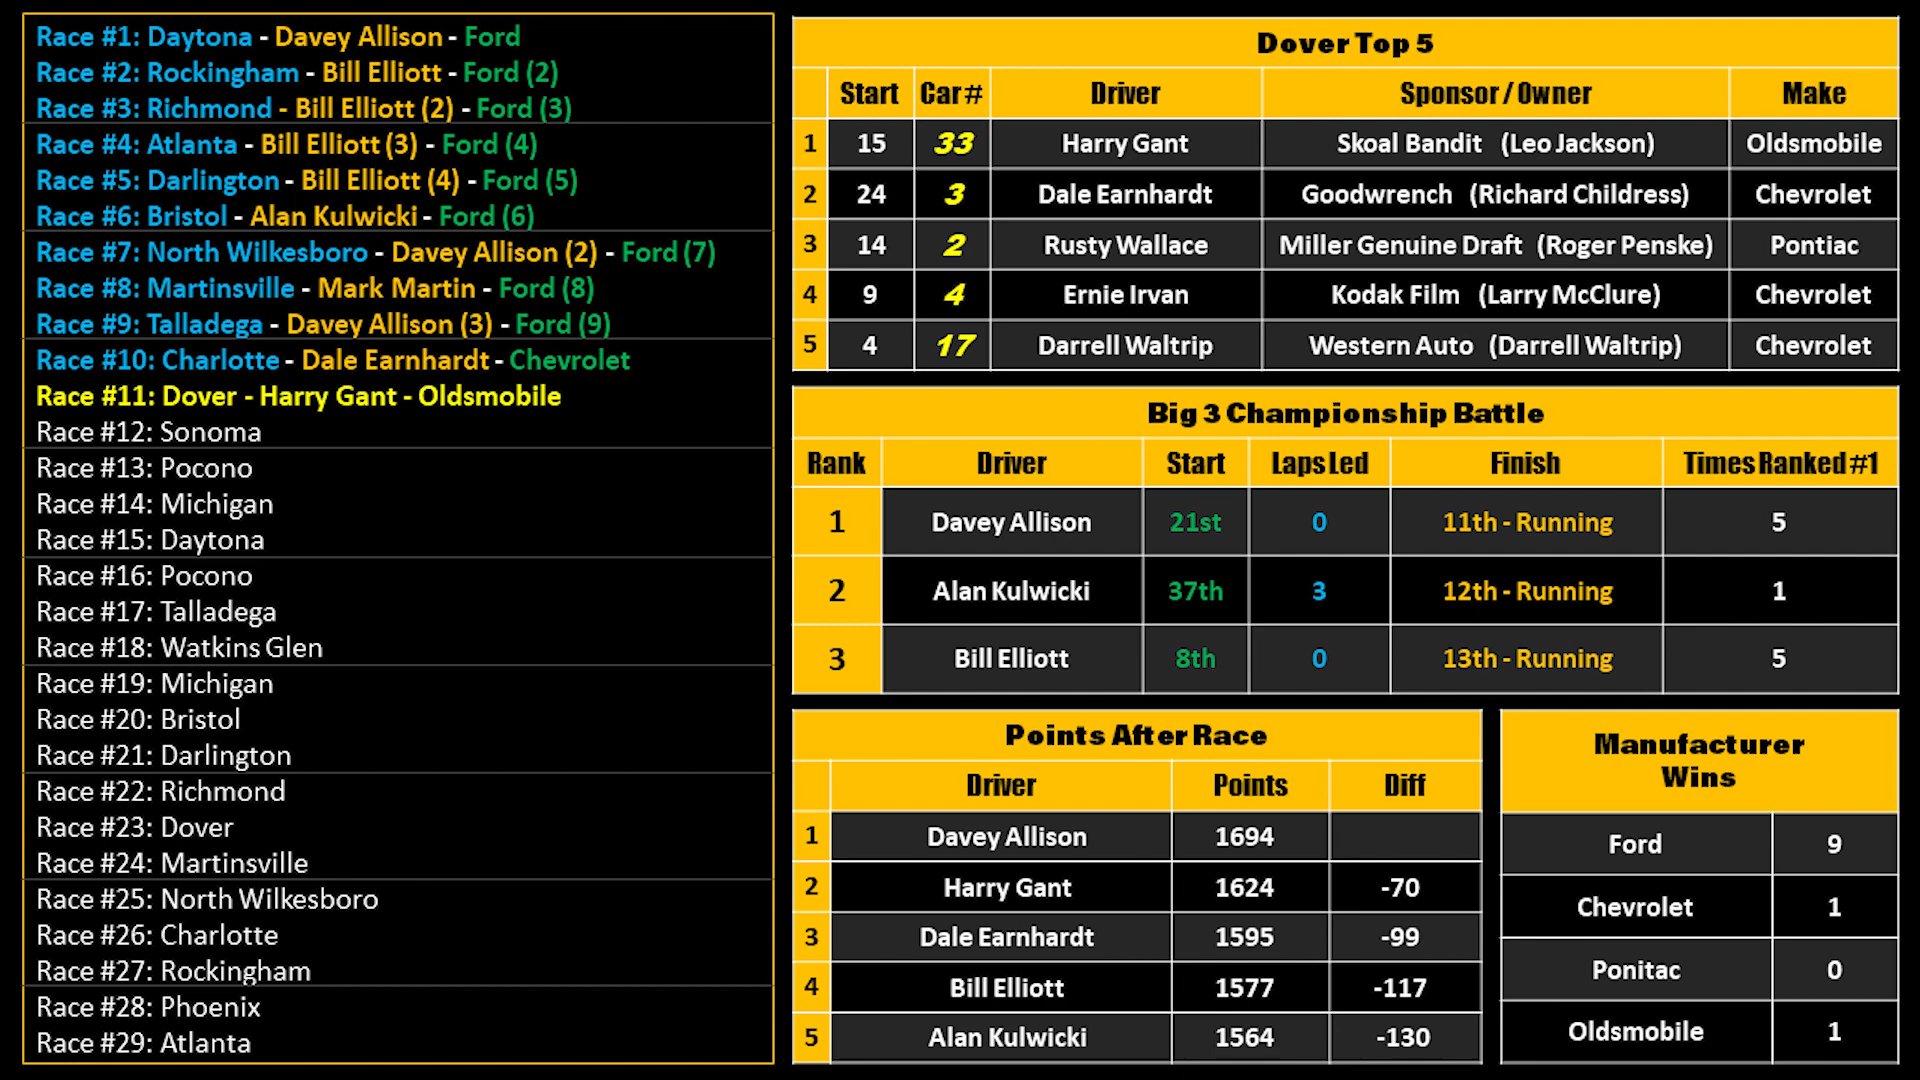 Race #1: Daytona - Davey Allison - Ford
Race #2: Rockingham - Bill Elliott - Ford (2)
Race #3: Richmond - Bill Elliott (2) - Ford (3)
Race #4: Atlanta - Bill Elliott (3) - Ford (4)
Race #5: Darlington - Bill Elliott (4) - Ford (5)
Race #6: Bristol - Alan Kulwicki - Ford (6)
Race #7: North Wilkesboro - Davey Allison (2) - Ford (7)
Race #8: Martinsville - Mark Martin - Ford (8)
Race #9: Talladega - Davey Allison (3) - Ford (9)
Race #10: Charlotte - Dale Earnhardt - Chevrolet
Race #11: Dover - Harry Gant - Oldsmobile
Race #12: Sonoma
Race #13: Pocono
Race #14: Michigan
Race #15: Daytona
Race #16: Pocono
Race #17: Talladega
Race #18: Watkins Glen
Race #19: Michigan
Race #20: Bristol
Race #21: Darlington
Race #22: Richmond
Race #23: Dover
Race #24: Martinsville
Race #25: North Wilkesboro
Race #26: Charlotte
Race #27: Rockingham
Race #28: Phoenix
Race #29: Atlanta
Dover Top 5
Start Car # Driver Sponsor / Owner Make
1 15 33 Harry Gant Skoal Bandit (Leo Jackson) Oldsmobile
2 24 3 Dale Earnhardt Goodwrench (Richard Childress) Chevrolet
3 14 2 Rusty Wallace Miller Genuine Draft (Roger Penske) Pontiac
4 9 4 Ernie Irvan Kodak Film (Larry McClure) Chevrolet
5 4 17 Darrell Waltrip Western Auto (Darrell Waltrip) Chevrolet
Big 3 Championship Battle
Rank Driver Start Laps Led Finish Times Ranked #1
1 Davey Allison 21st 0 11th - Running 5
2 Alan Kulwicki 37th 3 12th - Running 1
3 Bill Elliott 8th 0 13th - Running 5
Points After Race
Driver Points Diff
1 Davey Allison 1694
2 Harry Gant 1624 -70
3 Dale Earnhardt 1595 -99
4 Bill Elliott 1577 -117
5 Alan Kulwicki 1564 -130
Manufacturer
Wins
Ford 9
Chevrolet 1
Ponitac 0
Oldsmobile 1